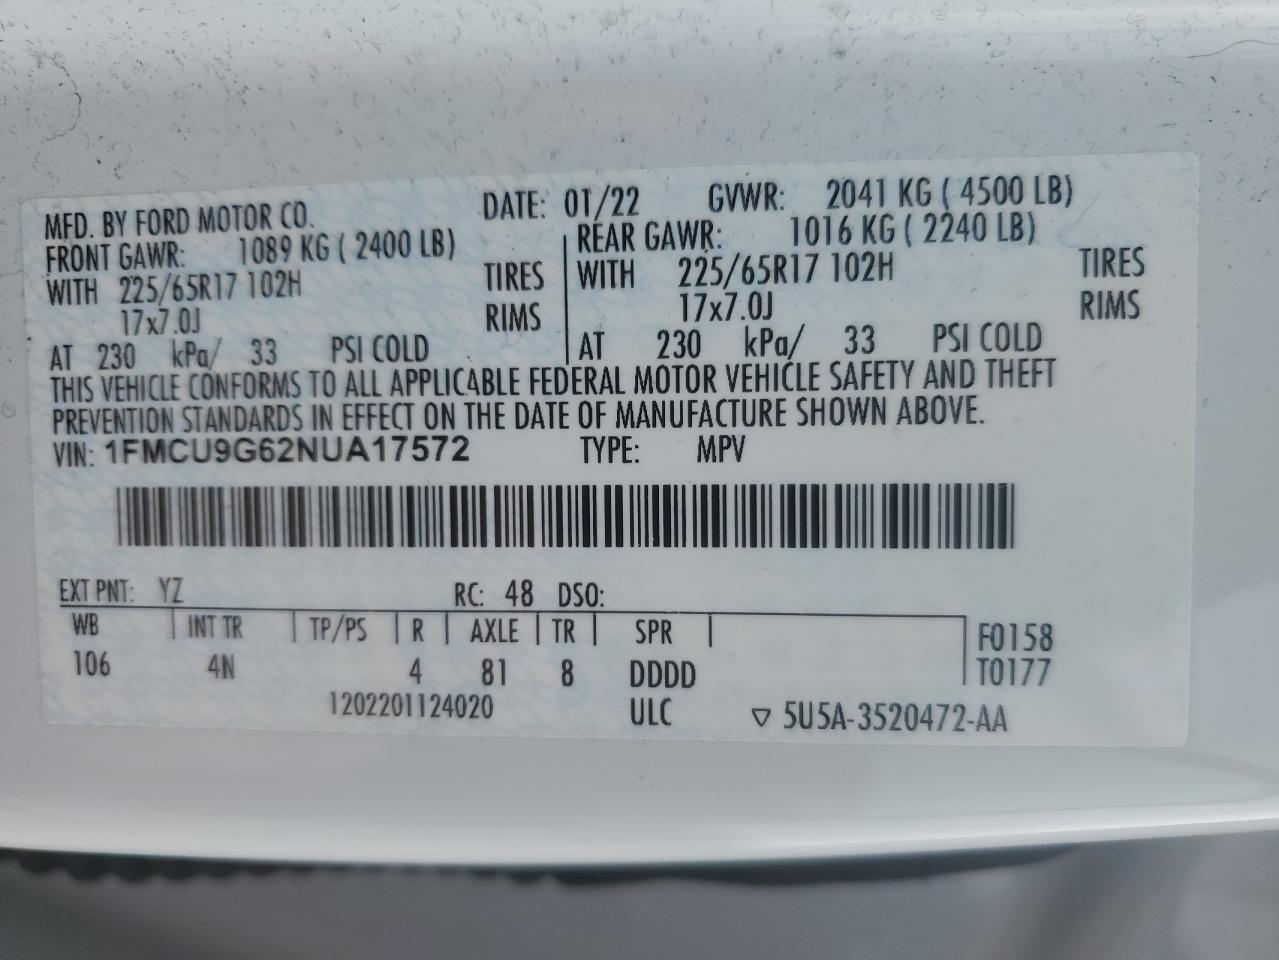 MFD. BY FORD MOTOR CO. DATE: 01/22 GVWR: 2041 KG ( 4500 LB)
FRONT GAWR: 1089 KG ( 2400 LB) REAR GAWR: 1016 KG ( 2240 LB)
WITH 225/65R17 102H TIRES WITH 225/65R17 102H TIRES
17x7.0J RIMS 17x7.0J RIMS
AT 230 kPa/ 33 PSI COLD AT 230 kPa/ 33 PSI COLD
THIS VEHICLE CONFORMS TO ALL APPLICABLE FEDERAL MOTOR VEHICLE SAFETY AND THEFT
PREVENTION STANDARDS IN EFFECT ON THE DATE OF MANUFACTURE SHOWN ABOVE.
VIN: 1FMCU9G62NUA17572 TYPE: MPV
EXT PNT: YZ RC: 48 DSO:
WB INT TR TP/PS R AXLE TR SPR F0158
106 4N 4 81 8 DDDD T0177
1202201124020 ULC ▽ 5U5A-3520472-AA